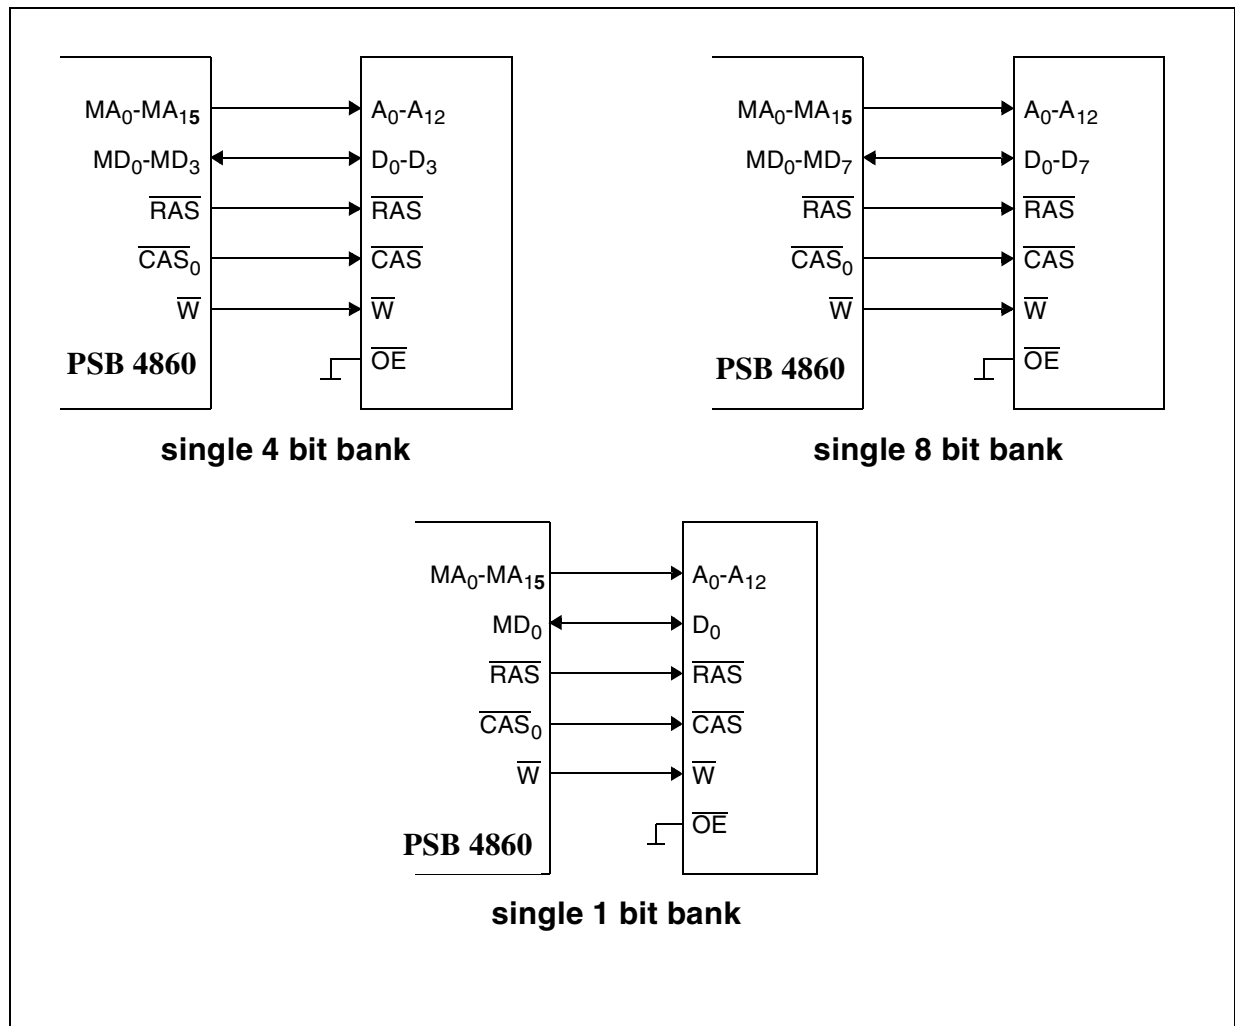 MA0-MA15 A0-A12
MD0-MD3 D0-D3
RAS RAS
CAS0 CAS
W W
OE
PSB 4860
single 4 bit bank
MA0-MA15 A0-A12
MD0-MD7 D0-D7
RAS RAS
CAS0 CAS
W W
OE
PSB 4860
single 8 bit bank
MA0-MA15 A0-A12
MD0 D0
RAS RAS
CAS0 CAS
W W
OE
PSB 4860
single 1 bit bank